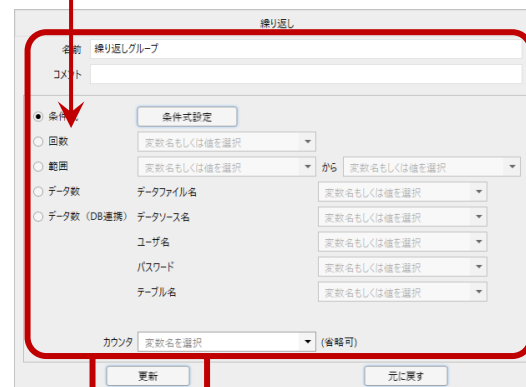 繰り返し
名前 繰り返しグループ
コメント
条件式 条件式設定
回数 変数名もしくは値を選択
範囲 変数名もしくは値を選択 から 変数名もしくは値を選択
データ数 データファイル名 変数名もしくは値を選択
データ数（DB連携） データソース名 変数名もしくは値を選択
ユーザ名 変数名もしくは値を選択
パスワード 変数名もしくは値を選択
テーブル名 変数名もしくは値を選択
カウンタ 変数名を選択 (省略可)
更新 元に戻す